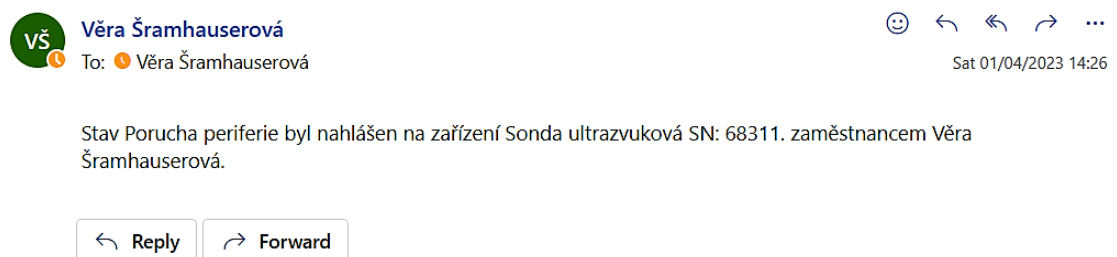 VŠ
Věra Šramhauserová
To: Věra Šramhauserová
Sat 01/04/2023 14:26
Stav Porucha periferie byl nahlášen na zařízení Sonda ultrazvuková SN: 68311. zaměstnancem Věra
Šramhauserová.
Reply
Forward